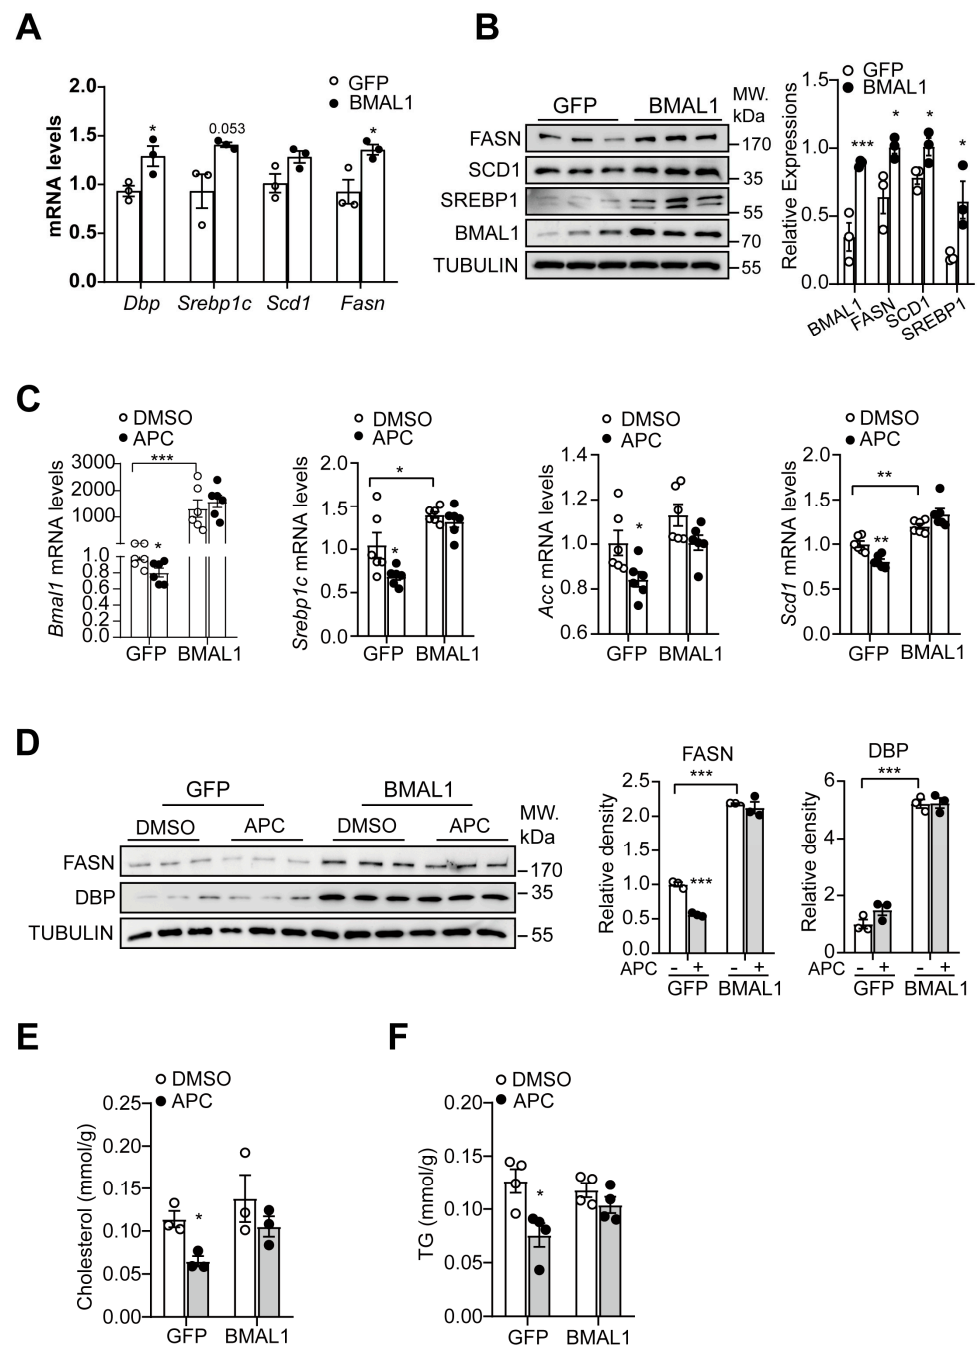 A
GFP
BMAL1
mRNA levels
2.0
1.5
1.0
0.5
0.0
*
0.053
*
Dbp Srebp1c Scd1 Fasn
B
GFP BMAL1
MW.
kDa
FASN
170
SCD1
35
SREBP1
55
BMAL1
70
TUBULIN
55
GFP
BMAL1
Relative Expressions
1.5
1.0
0.5
0.0
***
*
*
*
BMAL1 FASN SCD1 SREBP1
C
DMSO
APC
Bmal1 mRNA levels
3000
2000
1000
1.0
0.8
0.6
0.4
0.2
0.0
***
*
GFP BMAL1
DMSO
APC
Srebp1c mRNA levels
2.0
1.5
1.0
0.5
0.0
*
*
GFP BMAL1
DMSO
APC
Acc mRNA levels
1.4
1.2
1.0
0.8
0.6
*
GFP BMAL1
DMSO
APC
Scd1 mRNA levels
2.0
1.5
1.0
0.5
0.0
**
**
GFP BMAL1
D
GFP BMAL1
DMSO APC DMSO APC
MW.
kDa
FASN
170
DBP
35
TUBULIN
55
FASN
Relative density
2.5
2.0
1.5
1.0
0.5
0.0
***
***
APC - + - +
GFP BMAL1
DBP
Relative density
6
4
2
0
***
APC - + - +
GFP BMAL1
E
DMSO
APC
Cholesterol (mmol/g)
0.25
0.20
0.15
0.10
0.05
0.00
*
GFP BMAL1
F
DMSO
APC
TG (mmol/g)
0.20
0.15
0.10
0.05
0.00
*
GFP BMAL1